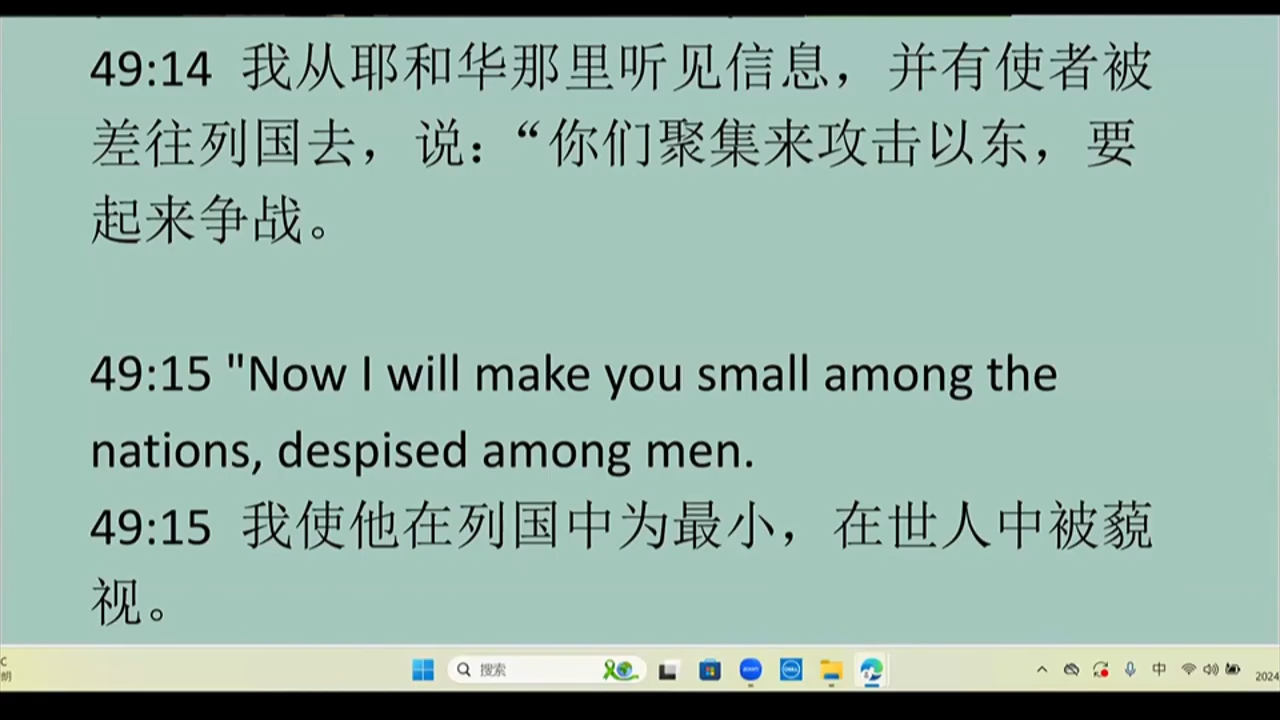 49:14 我从耶和华那里听见信息，并有使者被
差往列国去，说：“你们聚集来攻击以东，要
起来争战。
49:15 "Now I will make you small among the
nations, despised among men.
49:15 我使他在列国中为最小，在世人中被藐
视。
C
搜索
zoom
DELL
中
2024